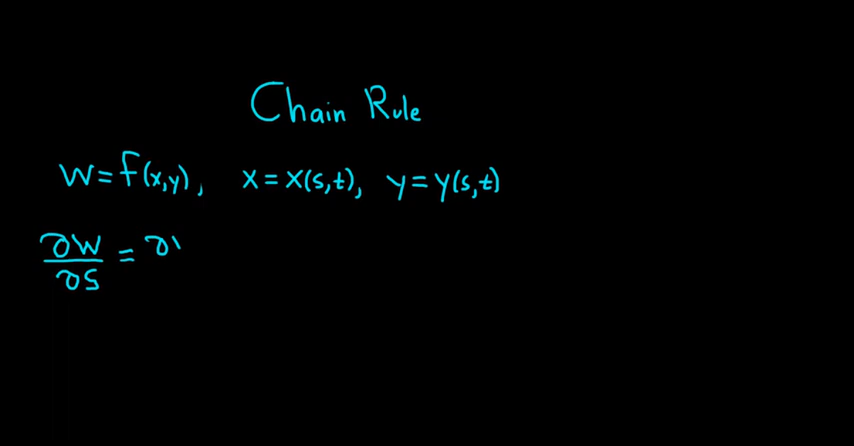 Chain Rule
W = f(x,y), x = x(s,t), y = y(s,t)
∂W/∂S = ∂